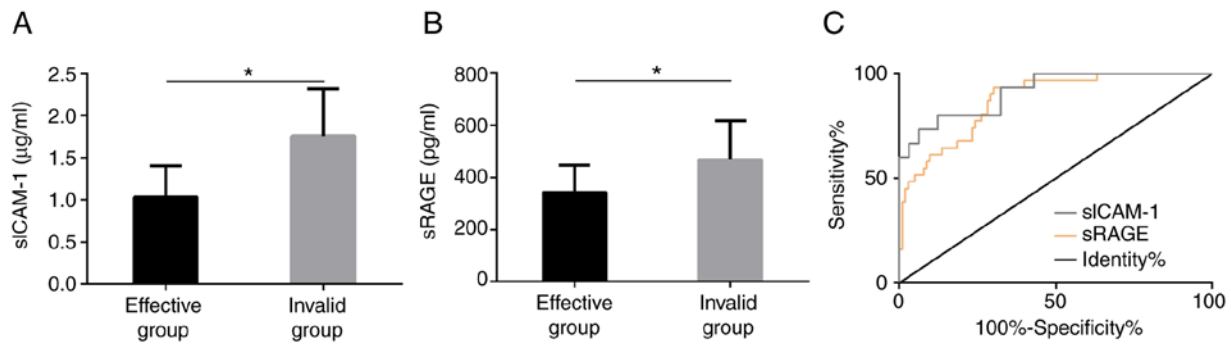 A
sICAM-1 (µg/ml)
2.5
2.0
1.5
1.0
0.5
0.0
*
Effective
group
Invalid
group
B
sRAGE (pg/ml)
800
600
400
200
0
*
Effective
group
Invalid
group
C
Sensitivity%
100
50
0
sICAM-1
sRAGE
Identity%
0
50
100
100%-Specificity%